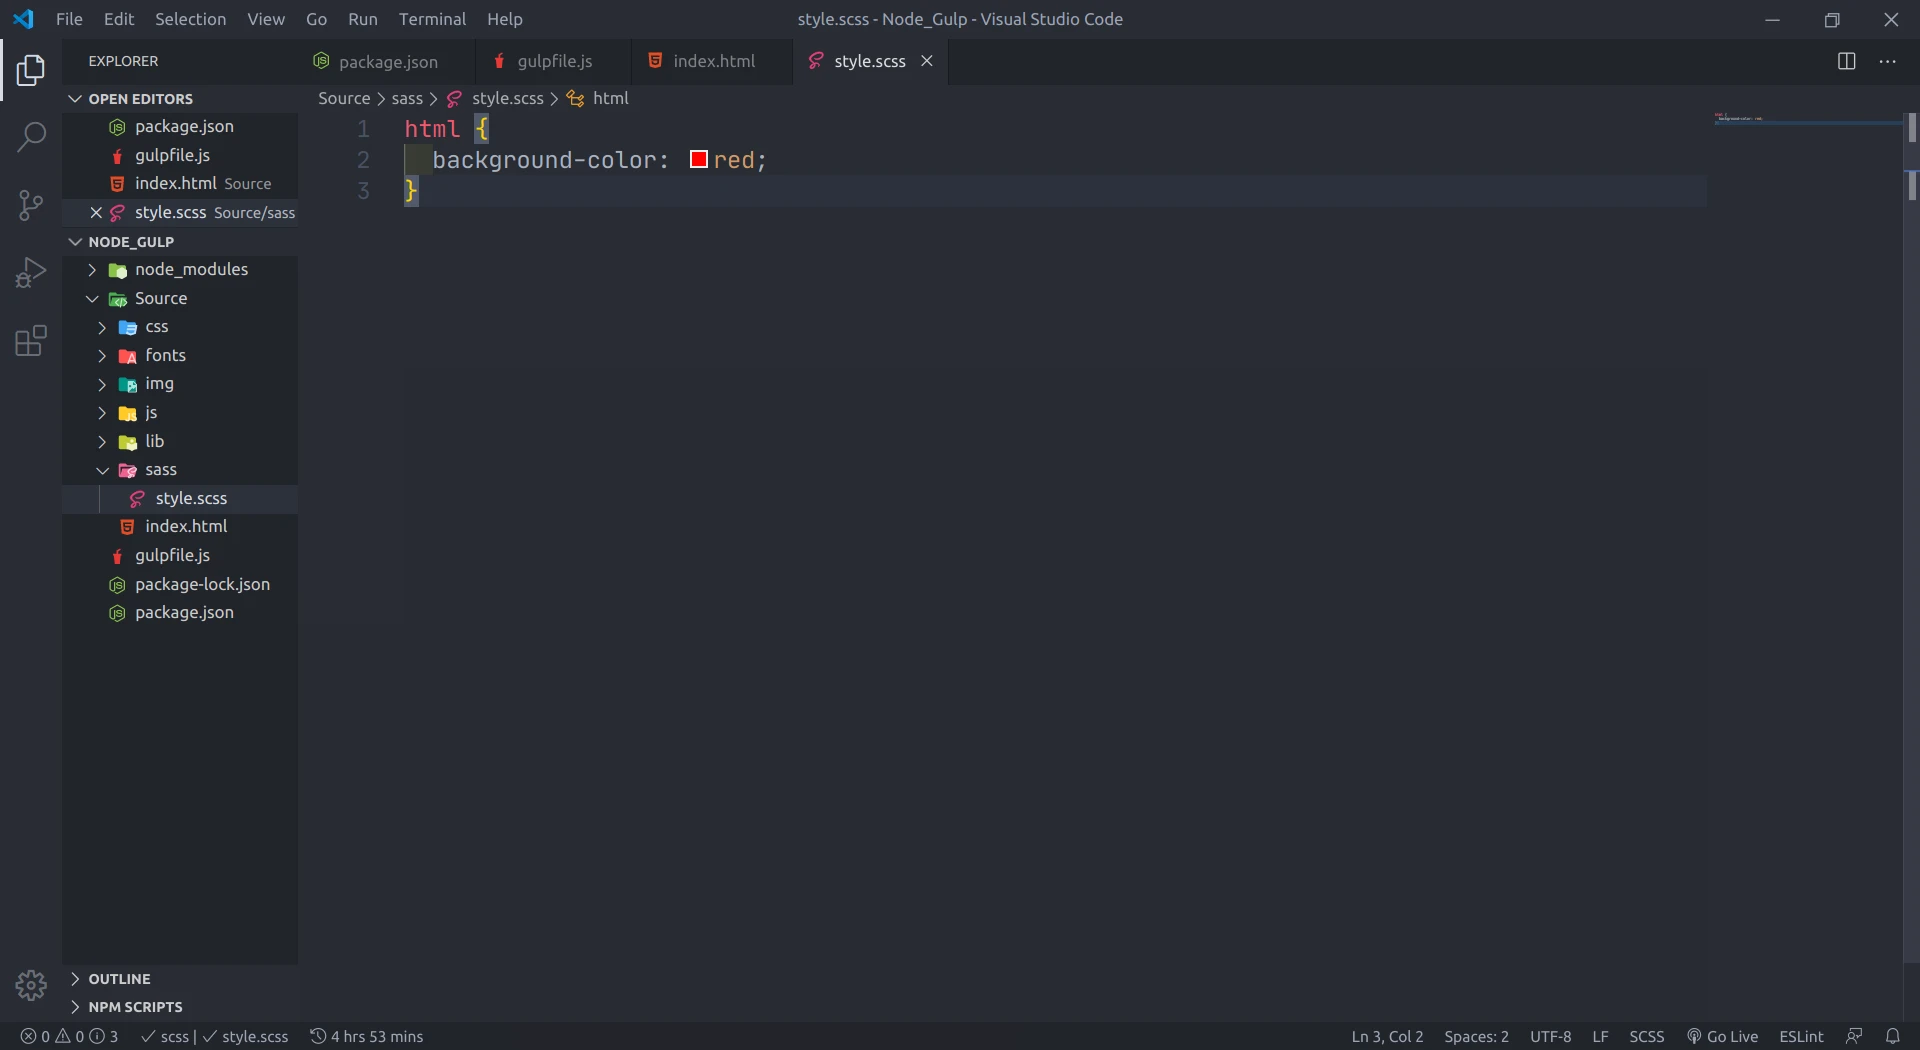 File Edit Selection View Go Run Terminal Help
style.scss - Node_Gulp - Visual Studio Code
EXPLORER
package.json
gulpfile.js
index.html
style.scss
OPEN EDITORS
package.json
gulpfile.js
index.html Source
style.scss Source/sass
NODE_GULP
node_modules
Source
css
fonts
img
js
lib
sass
style.scss
index.html
gulpfile.js
package-lock.json
package.json
OUTLINE
NPM SCRIPTS
Source > sass > style.scss > html
1 html {
2 background-color: red;
3 }
0 0 3 scss | style.scss 4 hrs 53 mins
Ln 3, Col 2 Spaces: 2 UTF-8 LF SCSS Go Live ESLint